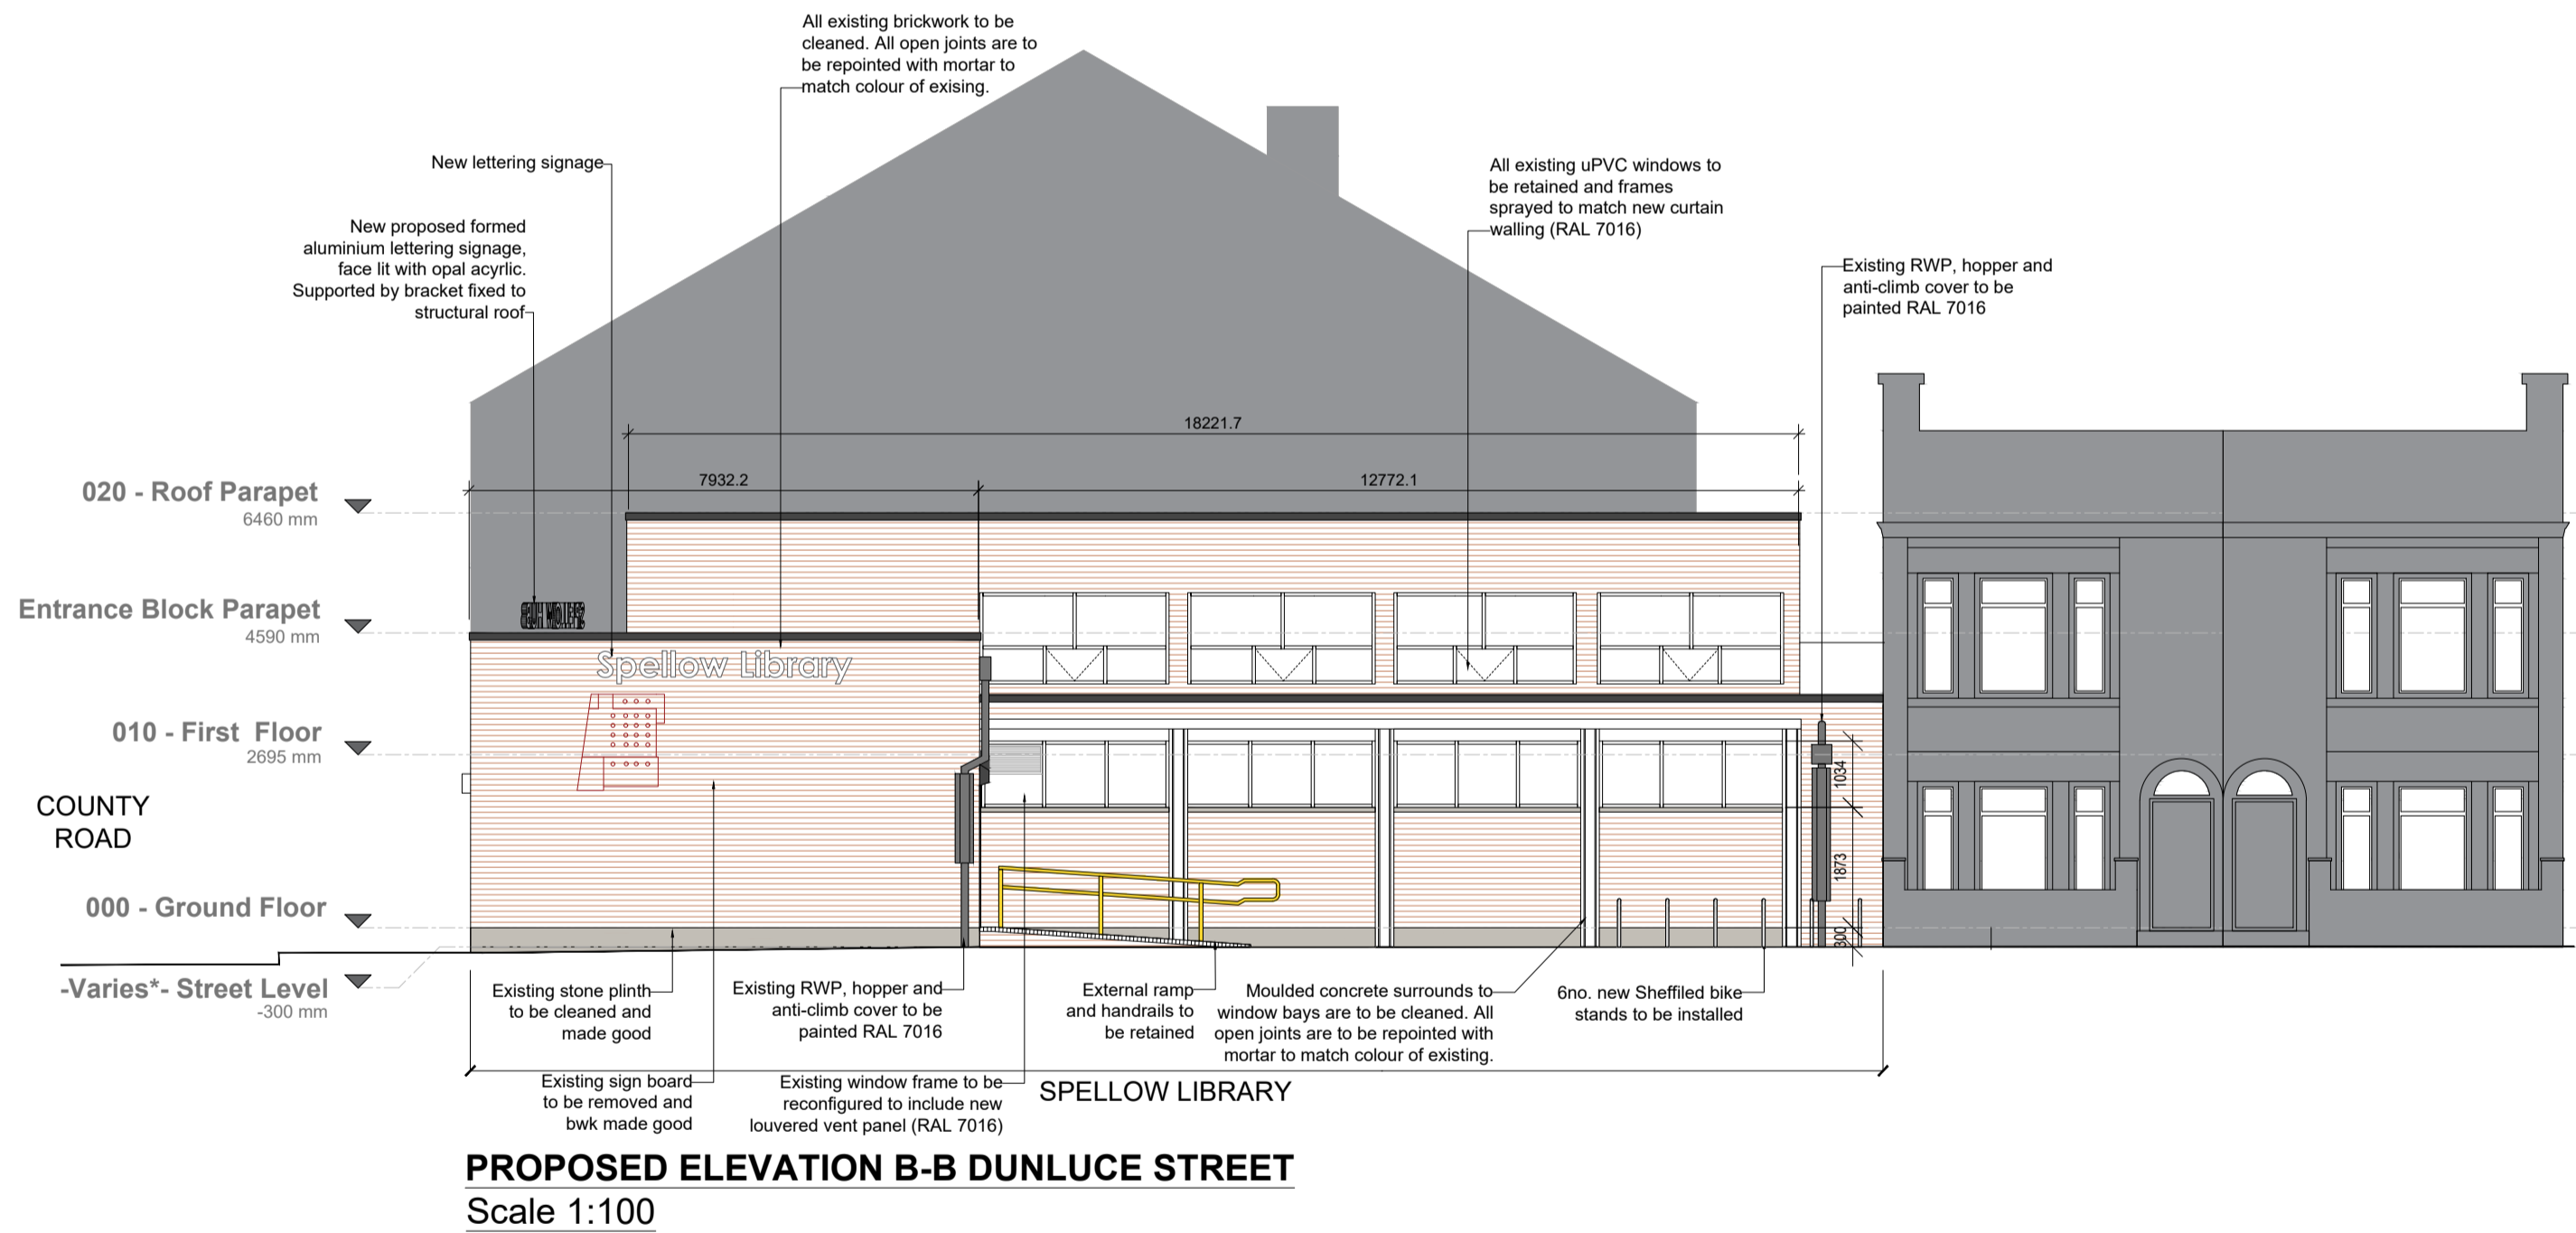 All existing brickwork to be
cleaned. All open joints are to
be repointed with mortar to
match colour of exising.
New lettering signage
New proposed formed
aluminium lettering signage,
face lit with opal acyrlic.
Supported by bracket fixed to
structural roof
All existing uPVC windows to
be retained and frames
sprayed to match new curtain
walling (RAL 7016)
Existing RWP, hopper and
anti-climb cover to be
painted RAL 7016
18221.7
7932.2
12772.1
020 - Roof Parapet
6460 mm
Entrance Block Parapet
4590 mm
Spellow Library
010 - First Floor
2695 mm
1034
COUNTY
ROAD
1873
000 - Ground Floor
300
-Varies*- Street Level
-300 mm
Existing stone plinth
to be cleaned and
made good
Existing RWP, hopper and
anti-climb cover to be
painted RAL 7016
External ramp
and handrails to
be retained
Moulded concrete surrounds to
window bays are to be cleaned. All
open joints are to be repointed with
mortar to match colour of existing.
6no. new Sheffiled bike
stands to be installed
Existing sign board
to be removed and
bwk made good
Existing window frame to be
reconfigured to include new
louvered vent panel (RAL 7016)
SPELLOW LIBRARY
PROPOSED ELEVATION B-B DUNLUCE STREET
Scale 1:100